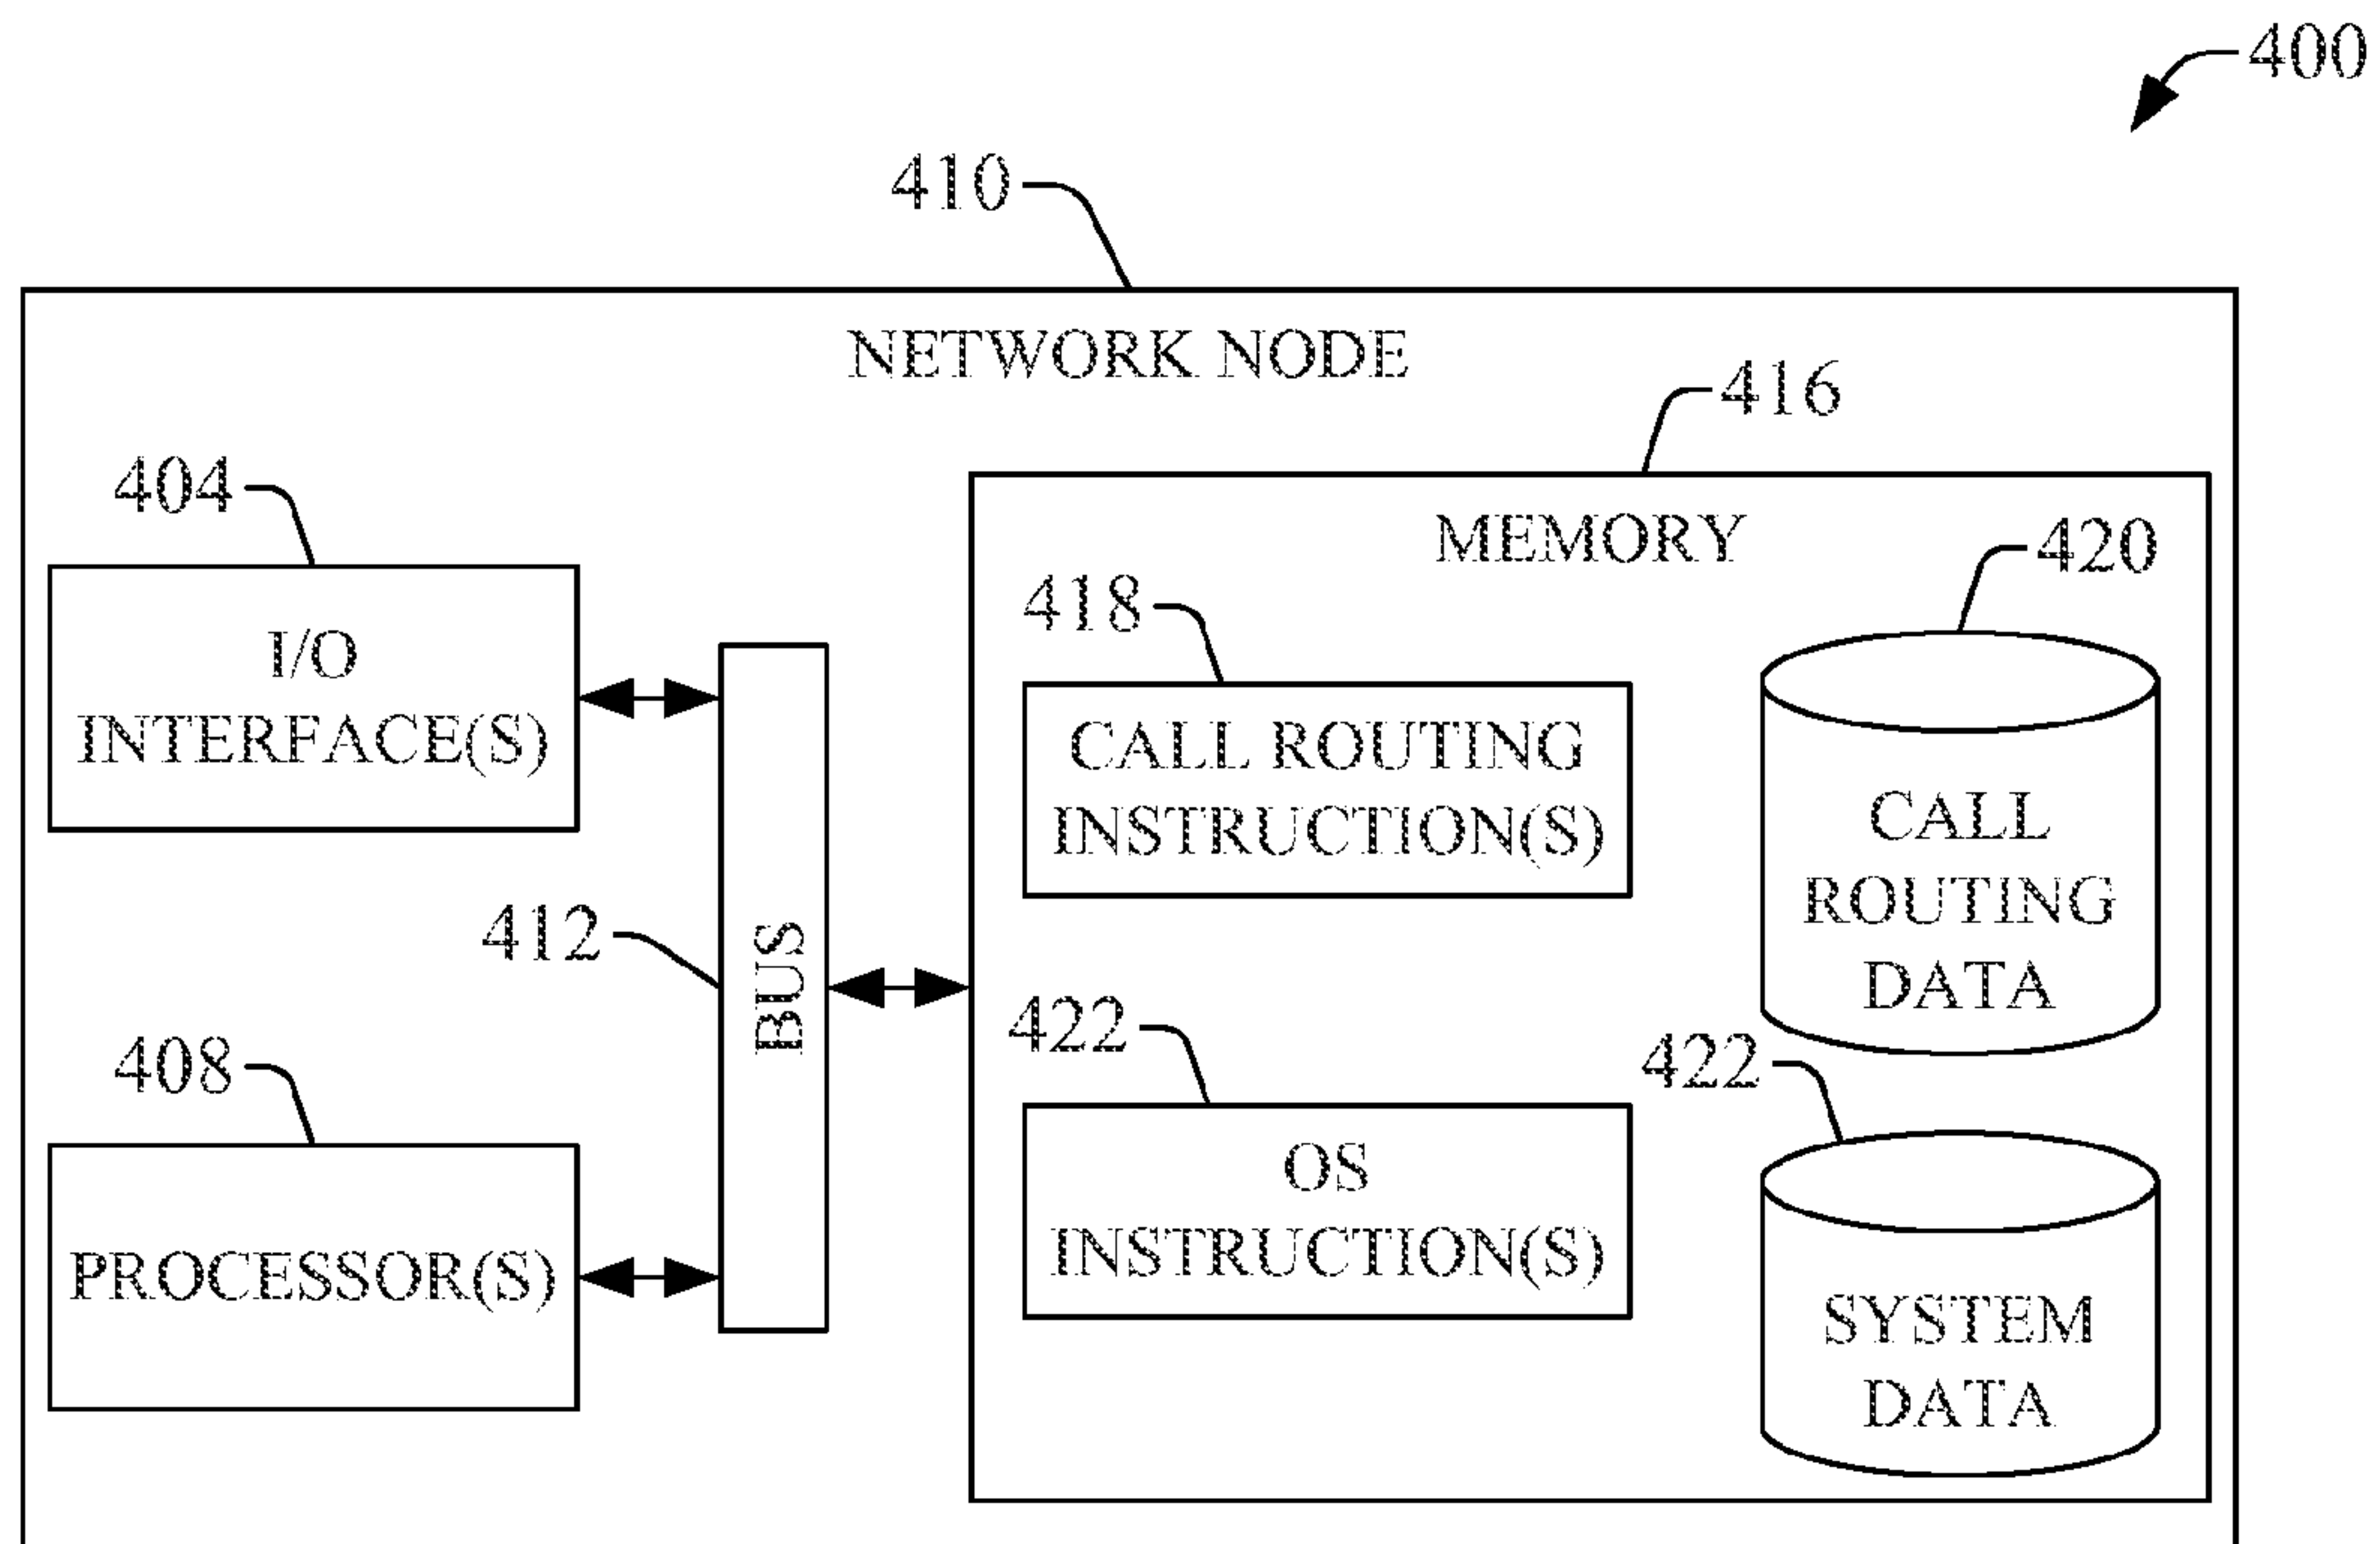 400
410
NETWORK NODE
416
404
MEMORY
420
418
I/O
INTERFACE(S)
CALL ROUTING
INSTRUCTION(S)
CALL
ROUTING
DATA
412
BUS
422
422
408
OS
INSTRUCTION(S)
PROCESSOR(S)
SYSTEM
DATA